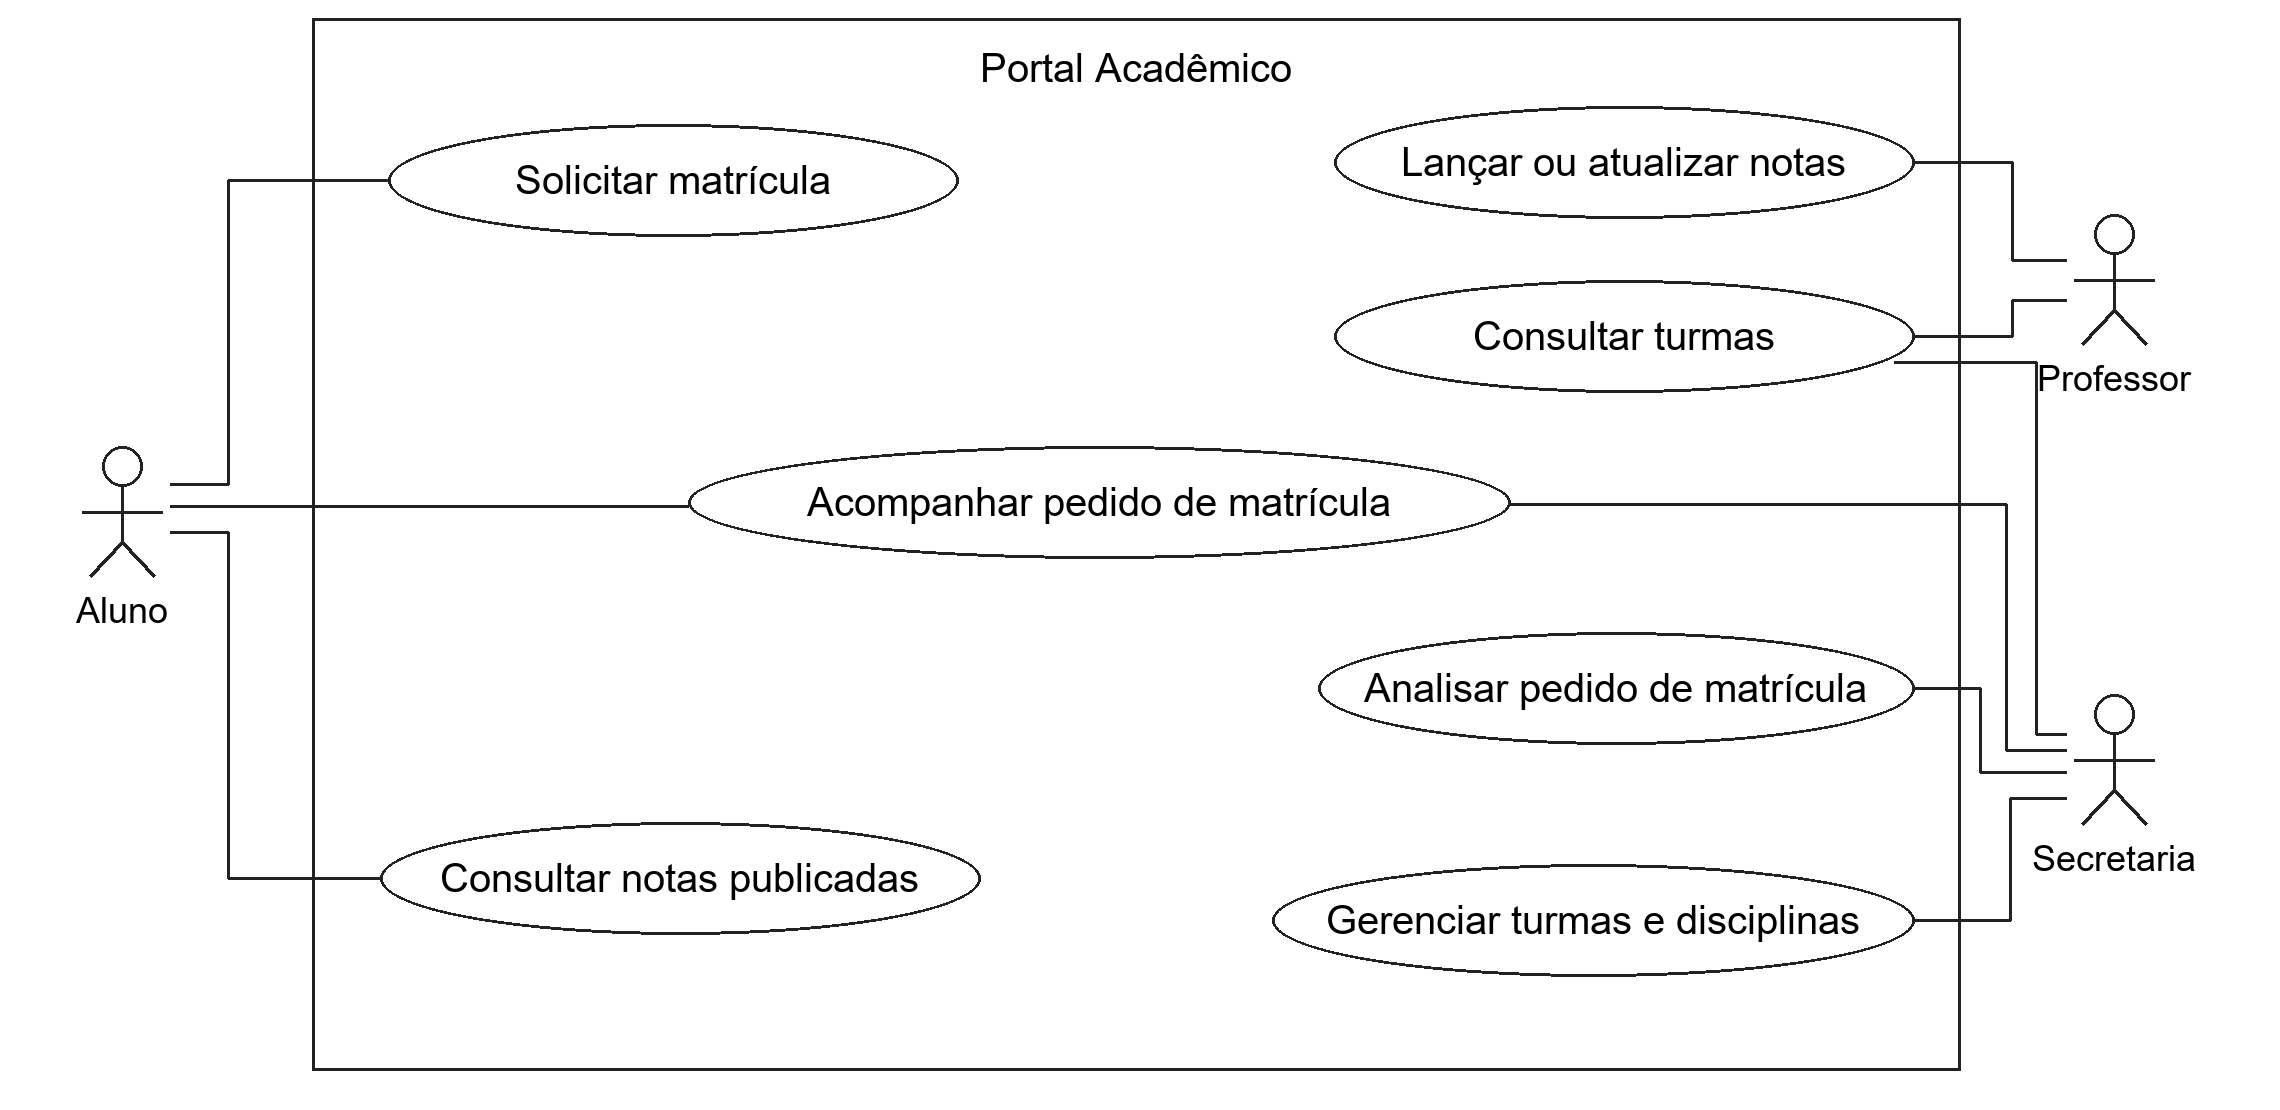 Portal Acadêmico
Solicitar matrícula
Lançar ou atualizar notas
Consultar turmas
Professor
Acompanhar pedido de matrícula
Aluno
Analisar pedido de matrícula
Secretaria
Consultar notas publicadas
Gerenciar turmas e disciplinas